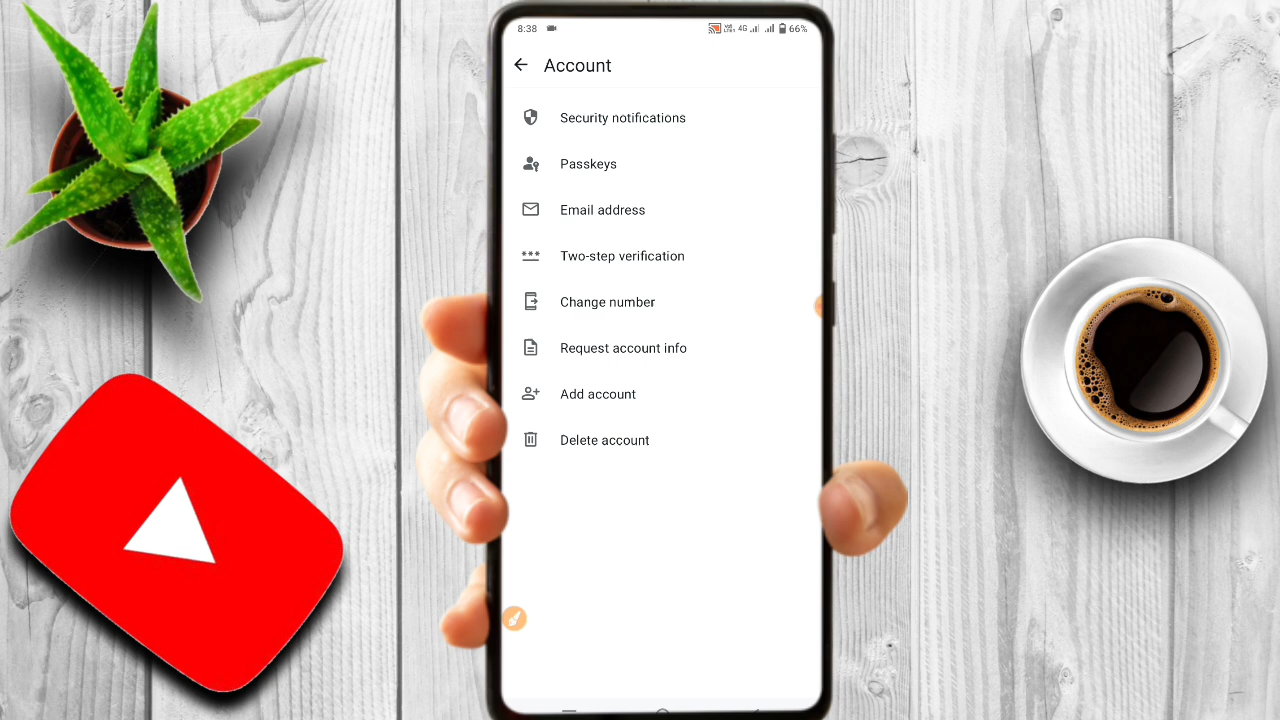 8:38 4G 66%
Account
Security notifications
Passkeys
Email address
Two-step verification
Change number
Request account info
Add account
Delete account